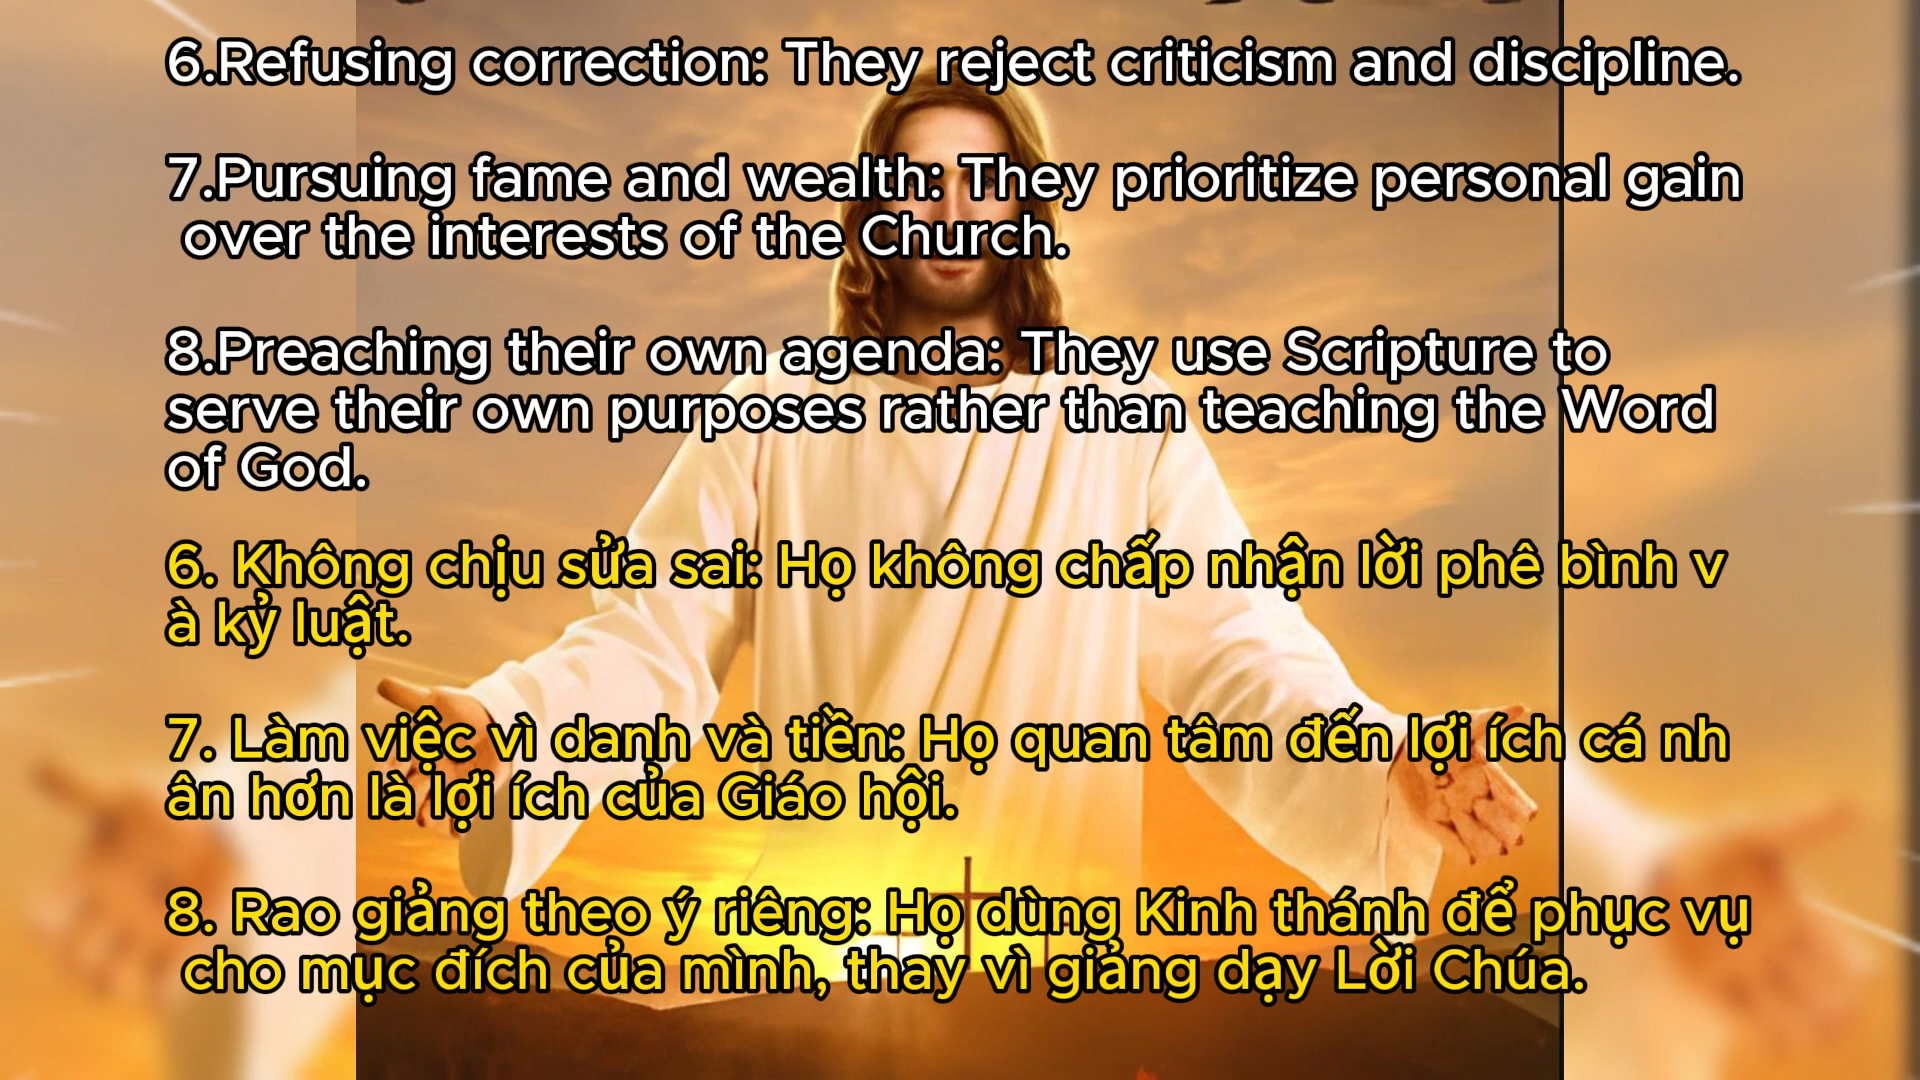 6.Refusing correction: They reject criticism and discipline.
7.Pursuing fame and wealth: They prioritize personal gain
over the interests of the Church.
8.Preaching their own agenda: They use Scripture to
serve their own purposes rather than teaching the Word
of God.
6. Không chịu sửa sai: Họ không chấp nhận lời phê bình v
à kỷ luật.
7. Làm việc vì danh và tiền: Họ quan tâm đến lợi ích cá nh
ân hơn là lợi ích của Giáo hội.
8. Rao giảng theo ý riêng: Họ dùng Kinh thánh để phục vụ
cho mục đích của mình, thay vì giảng dạy Lời Chúa.